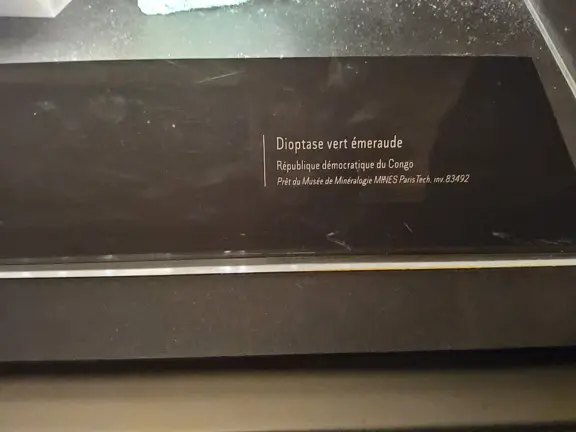 Dioptase vert émeraude
République démocratique du Congo
Prêt du Musée de Minéralogie MINES ParisTech. inv.83492